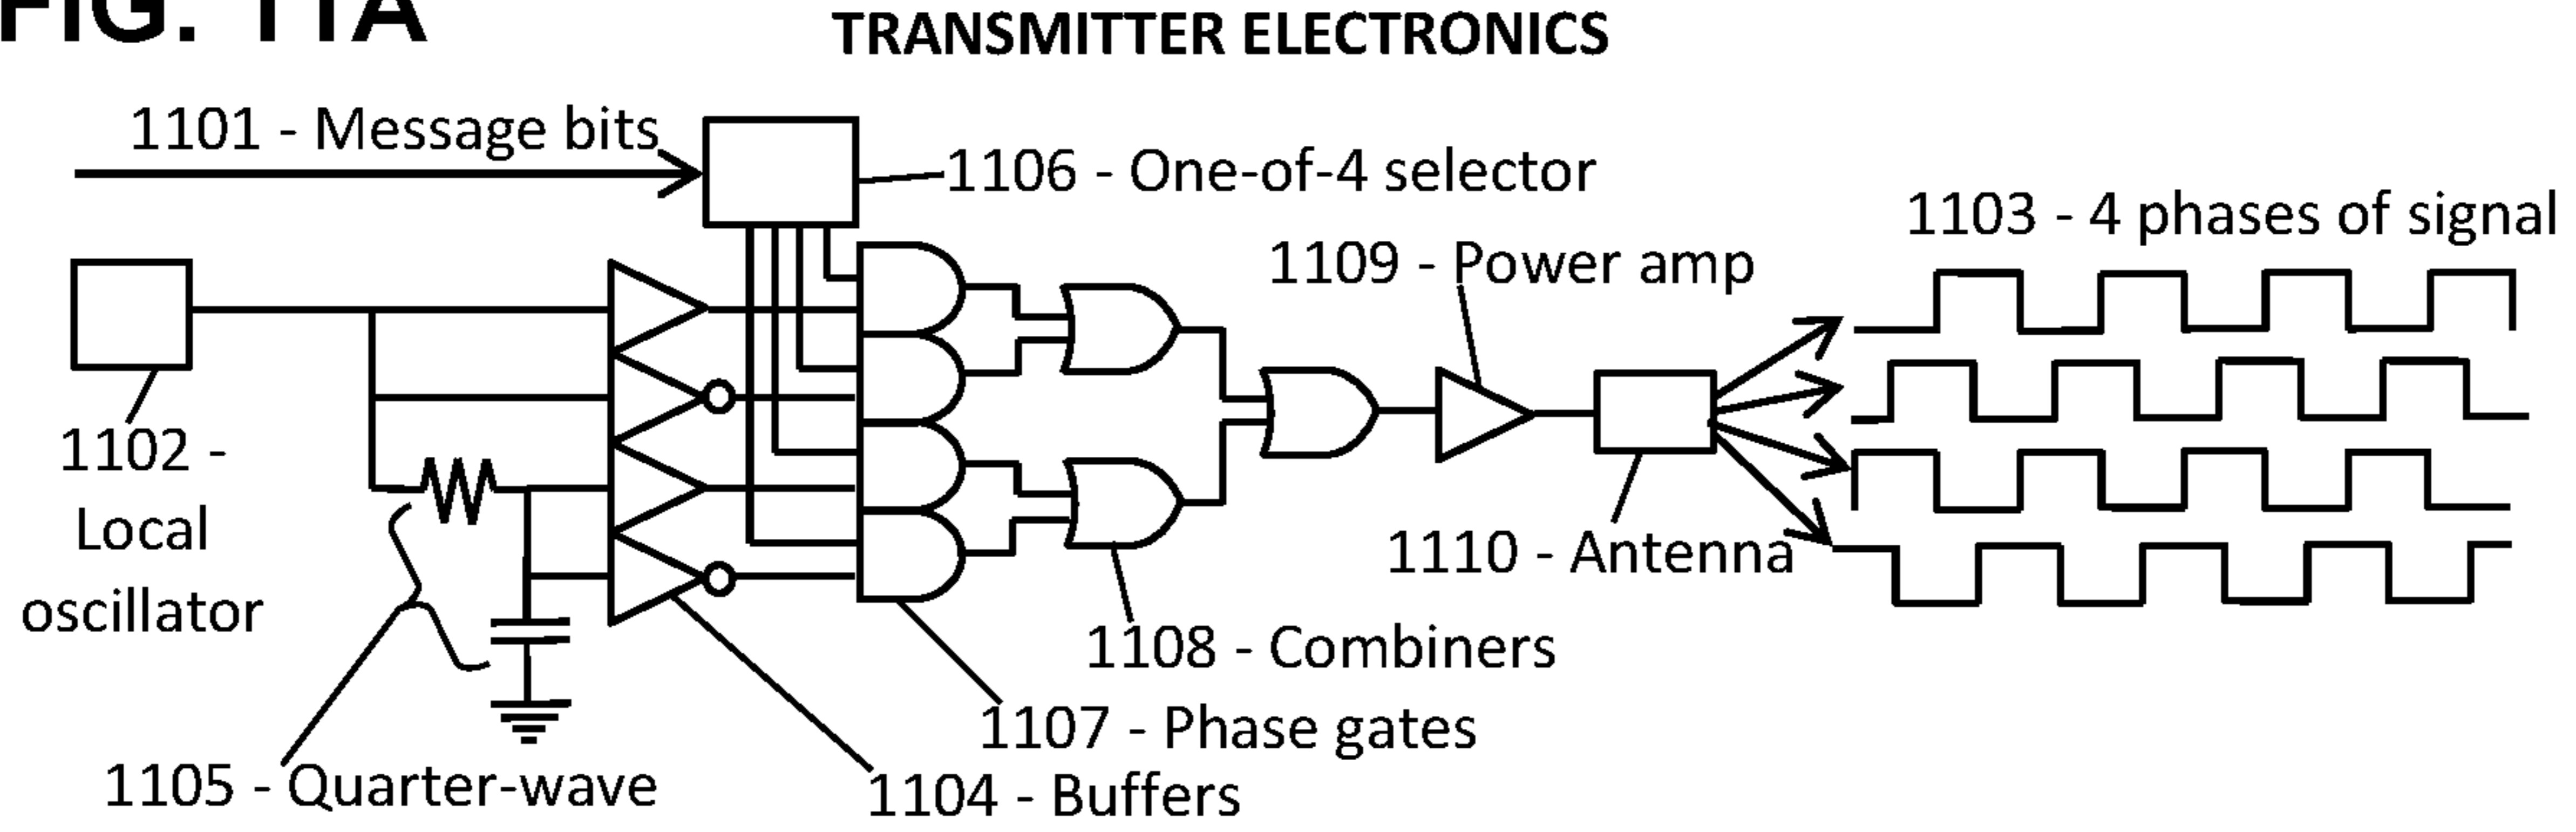 FIG. 11A
TRANSMITTER ELECTRONICS
1101 - Message bits
1106 - One-of-4 selector
1103 - 4 phases of signal
1109 - Power amp
1102 -
Local
oscillator
1110 - Antenna
1108 - Combiners
1107 - Phase gates
1105 - Quarter-wave
1104 - Buffers